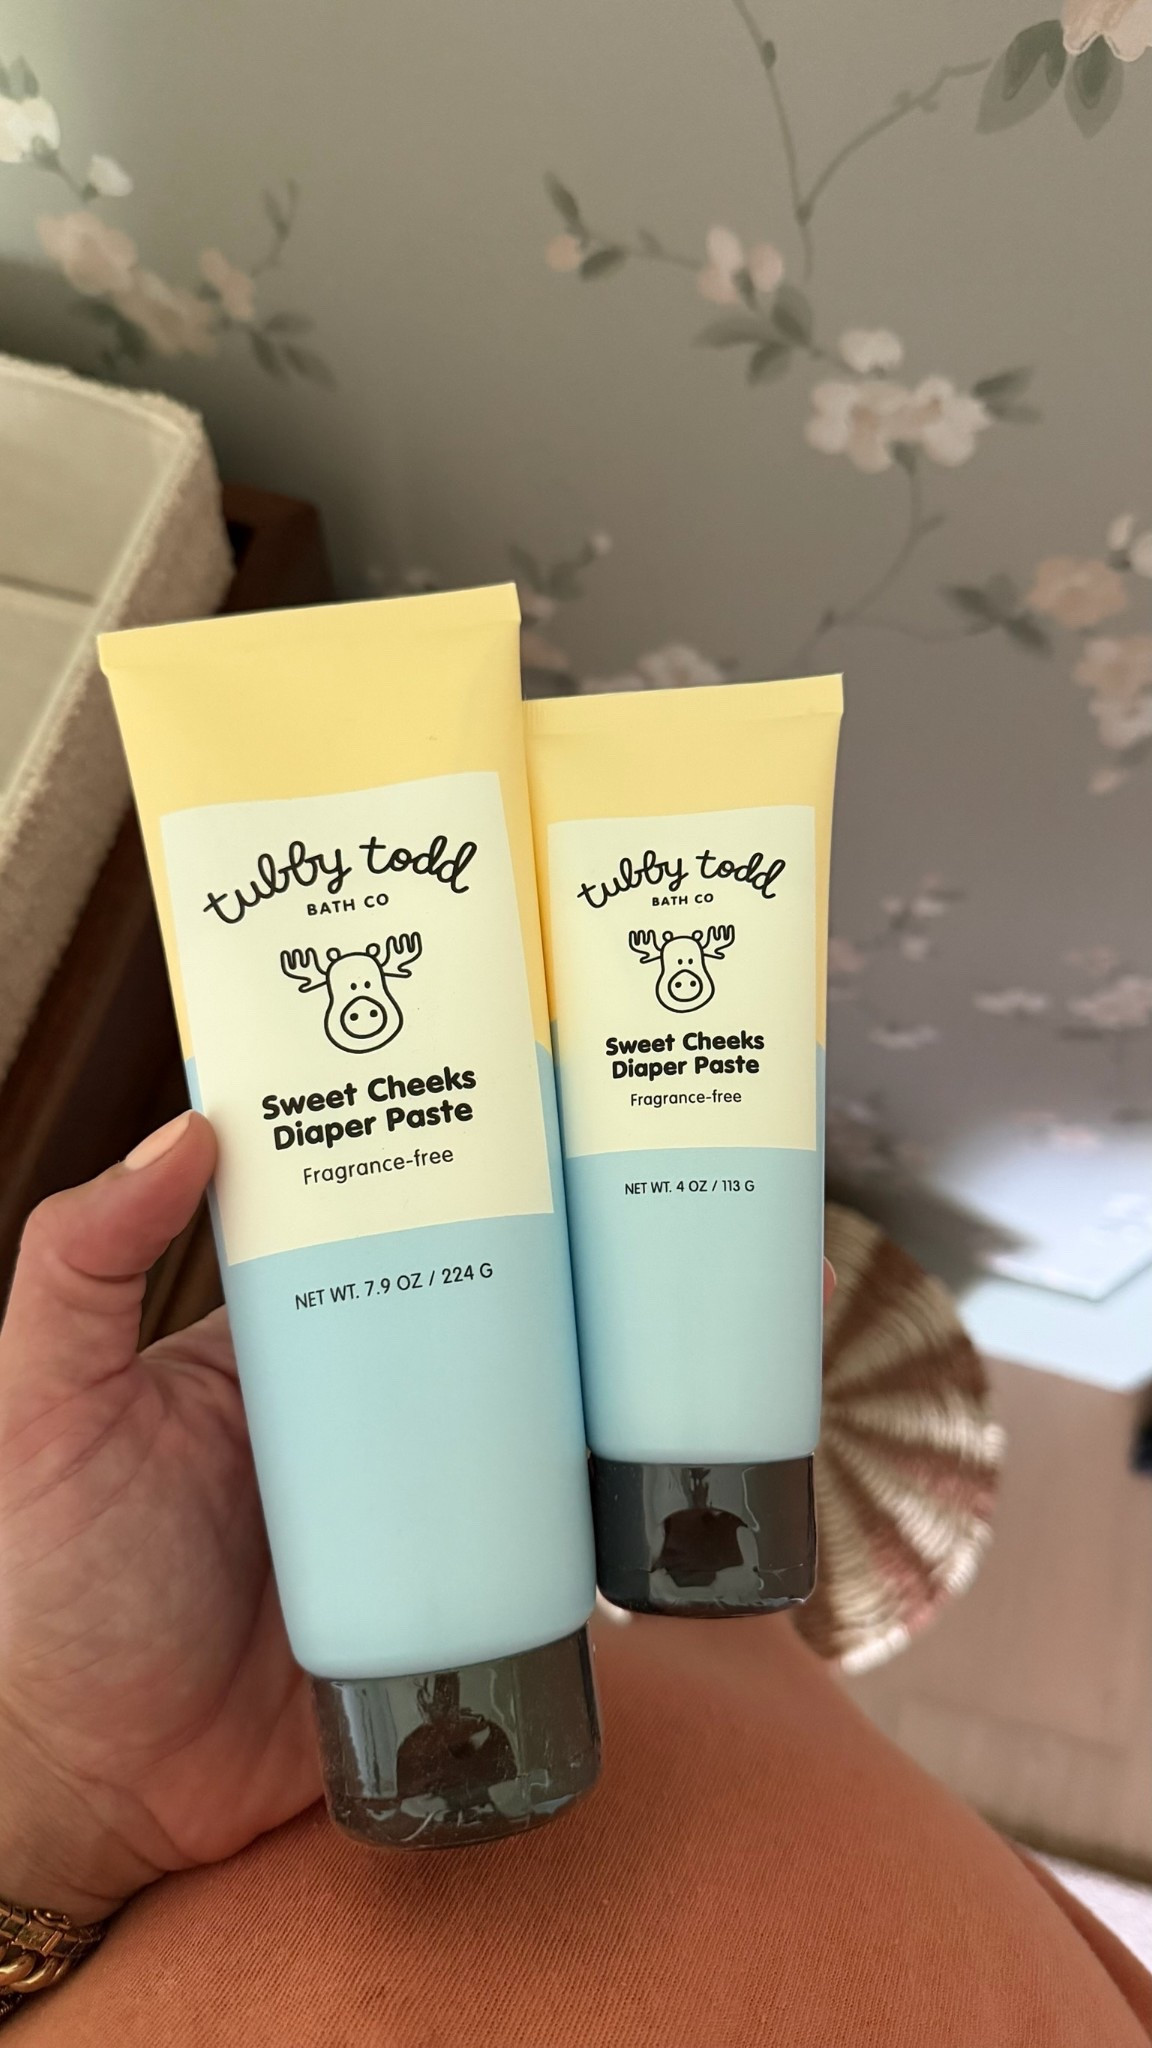 tubby todd
BATH CO
Sweet Cheeks
Diaper Paste
Fragrance-free
NET WT. 7.9 OZ / 224 G
tubby todd
BATH CO
Sweet Cheeks
Diaper Paste
Fragrance-free
NET WT. 4 OZ / 113 G